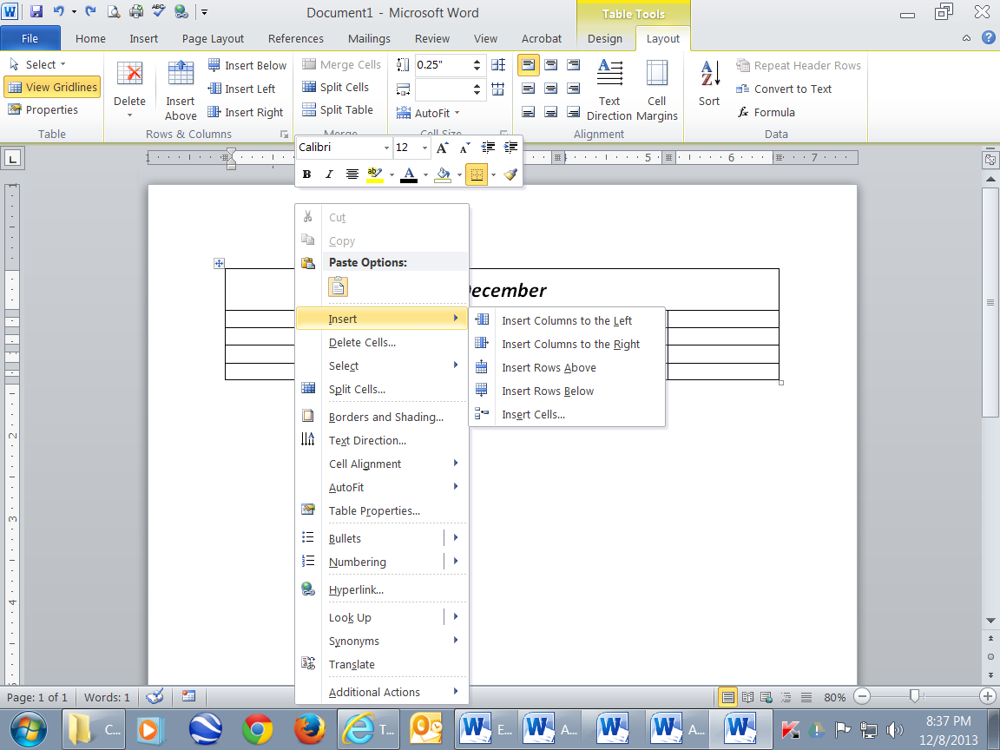 Document1 - Microsoft Word
Table Tools
File Home Insert Page Layout References Mailings Review View Acrobat Design Layout
Select
View Gridlines
Properties
Table
Delete
Insert Above
Insert Below
Insert Left
Insert Right
Rows & Columns
Merge Cells
Split Cells
Split Table
Merge
0.25"
AutoFit
Cell Size
Text Direction
Cell Margins
Alignment
Sort
Repeat Header Rows
Convert to Text
Formula
Data
Calibri 12
5 6 7
December
Cut
Copy
Paste Options:
Insert
Delete Cells...
Select
Split Cells...
Borders and Shading...
Text Direction...
Cell Alignment
AutoFit
Table Properties...
Bullets
Numbering
Hyperlink...
Look Up
Synonyms
Translate
Additional Actions
Insert Columns to the Left
Insert Columns to the Right
Insert Rows Above
Insert Rows Below
Insert Cells...
Page: 1 of 1 Words: 1 80%
C... T... E... A... A...
8:37 PM
12/8/2013